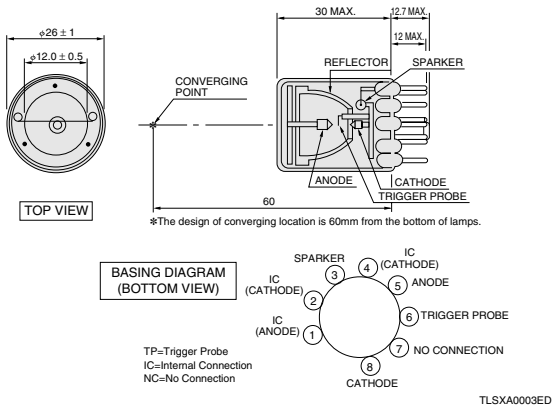 30 MAX.
12.7 MAX.
12 MAX.
φ26 ± 1
φ12.0 ± 0.5
REFLECTOR
SPARKER
CONVERGING
POINT
ANODE
CATHODE
TRIGGER PROBE
60
TOP VIEW
✽The design of converging location is 60mm from the bottom of lamps.
BASING DIAGRAM
(BOTTOM VIEW)
SPARKER
3
4
IC
(CATHODE)
IC
(CATHODE)
2
5
ANODE
IC
(ANODE)
1
6
TRIGGER PROBE
7
NO CONNECTION
8
CATHODE
TP=Trigger Probe
IC=Internal Connection
NC=No Connection
TLSXA0003ED